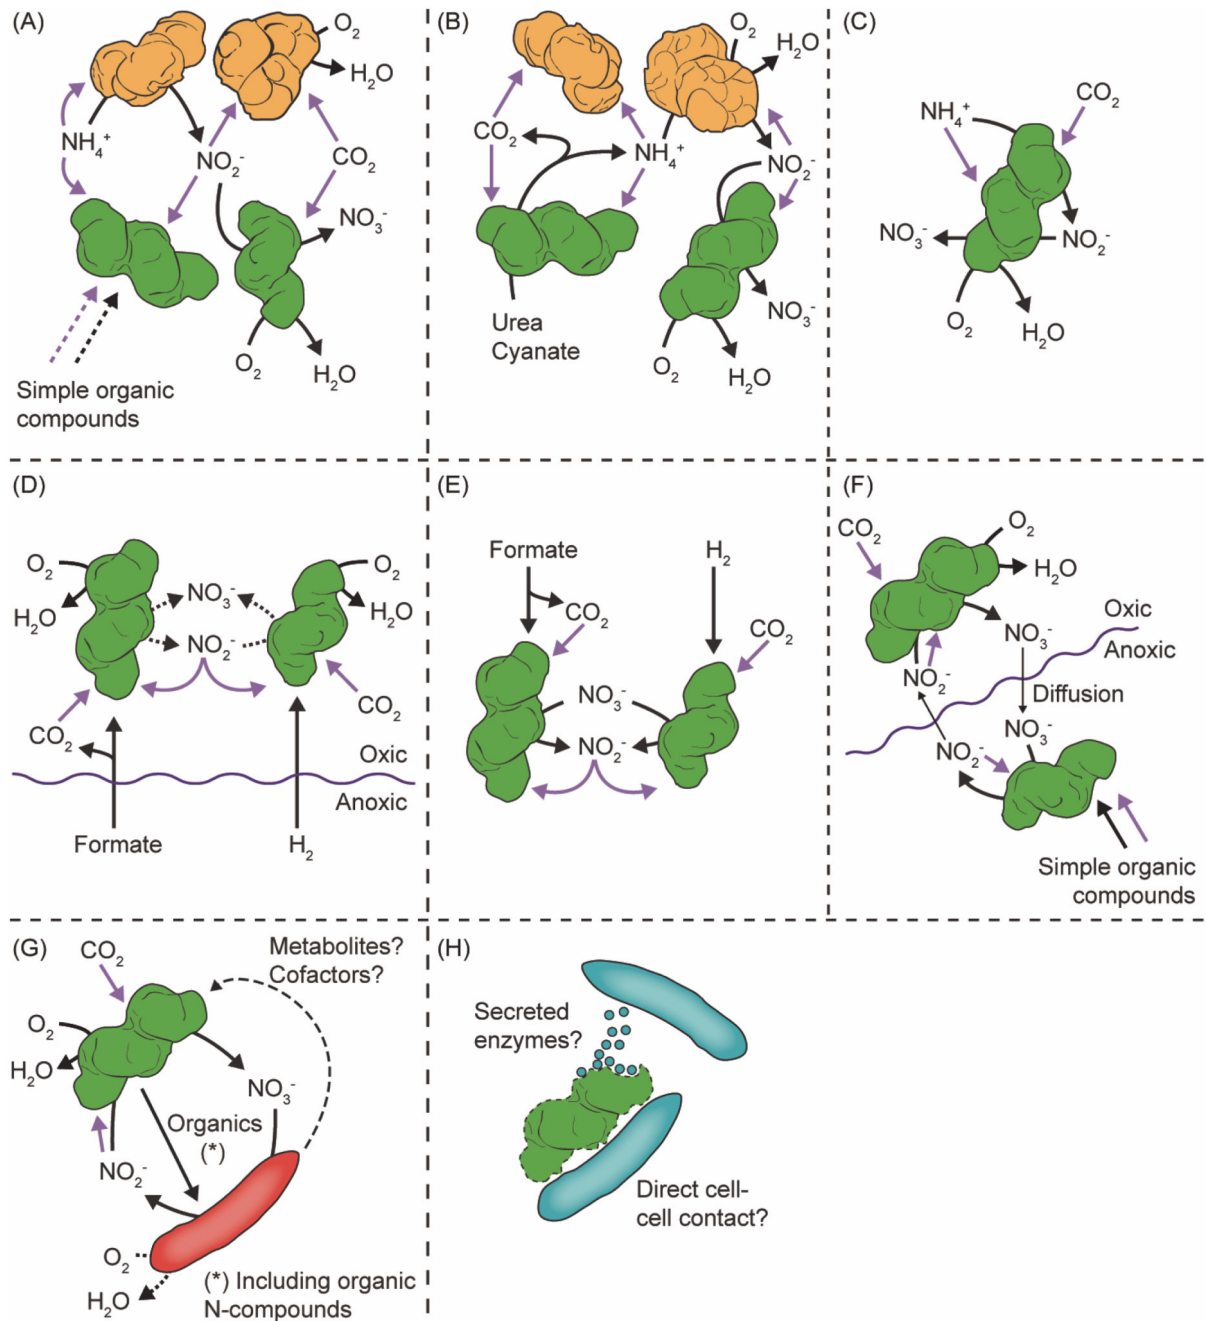 (A)
O₂
H₂O
NH₄⁺
NO₂⁻
CO₂
NO₃⁻
O₂
H₂O
Simple organic
compounds
(B)
O₂
H₂O
CO₂
NH₄⁺
NO₂⁻
NO₃⁻
Urea
Cyanate
O₂
H₂O
(C)
CO₂
NH₄⁺
NO₃⁻
NO₂⁻
O₂
H₂O
(D)
O₂
O₂
H₂O
NO₃⁻
H₂O
NO₂⁻
CO₂
CO₂
Oxic
Anoxic
Formate
H₂
(E)
Formate
H₂
CO₂
CO₂
NO₃⁻
NO₂⁻
(F)
CO₂
O₂
H₂O
NO₃⁻
Oxic
Anoxic
NO₂⁻
Diffusion
NO₃⁻
NO₂⁻
Simple organic
compounds
(G)
CO₂
Metabolites?
Cofactors?
O₂
H₂O
NO₃⁻
Organics
(*)
NO₂⁻
O₂
H₂O
(*) Including organic
N-compounds
(H)
Secreted
enzymes?
Direct cell-
cell contact?